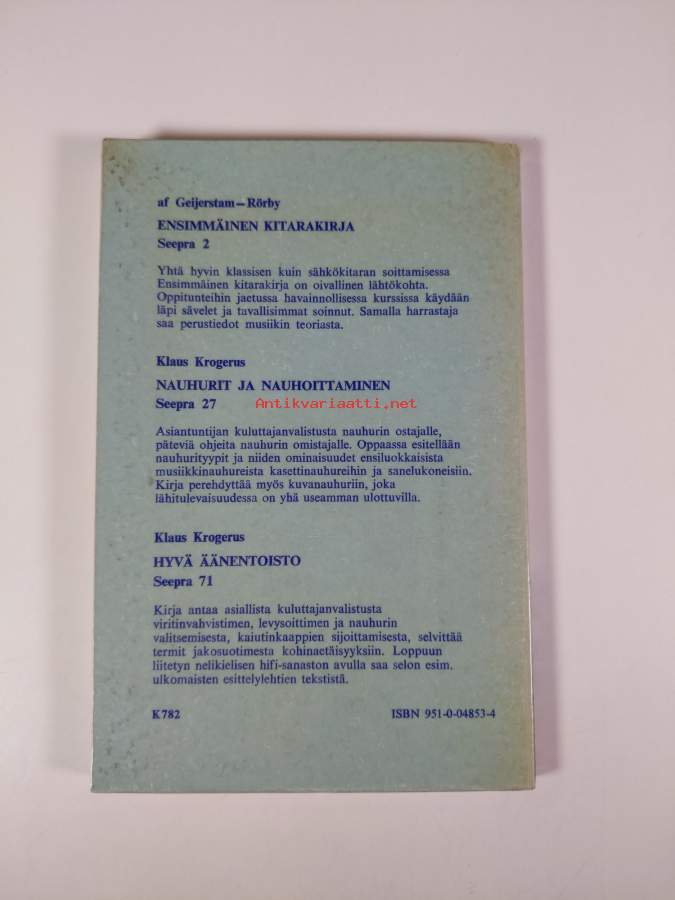 af Geijerstam—Rörby
ENSIMMÄINEN KITARAKIRJA
Seepra 2
Yhtä hyvin klassisen kuin sähkökitaran soittamisessa
Ensimmäinen kitarakirja on oivallinen lähtökohta.
Oppitunteihin jaetussa havainnollisessa kurssissa käydään
läpi sävelet ja tavallisimmat soinnut. Samalla harrastaja
saa perustiedot musiikin teoriasta.
Klaus Krogerus
NAUHURIT JA NAUHOITTAMINEN
Seepra 27
Antikvariaatti.net
Asiantuntijan kuluttajanvalistusta nauhurin ostajalle,
päteviä ohjeita nauhurin omistajalle. Oppaassa esitellään
nauhurityypit ja niiden ominaisuudet ensiluokkaisista
musiikkinauhureista kasettinauhureihin ja sanelukoneisiin.
Kirja perehdyttää myös kuvanauhuriin, joka
lähitulevaisuudessa on yhä useamman ulottuvilla.
Klaus Krogerus
HYVÄ ÄÄNENTOISTO
Seepra 71
Kirja antaa asiallista kuluttajanvalistusta
viritinvahvistimen, levysoittimen ja nauhurin
valitsemisesta, kaiutinkaappien sijoittamisesta, selvittää
termit jakosuotimesta kohinaetäisyyksiin. Loppuun
liitetyn nelikielisen hifi-sanaston avulla saa selon esim.
ulkomaisten esittelylehtien tekstistä.
K782
ISBN 951-0-04853-4